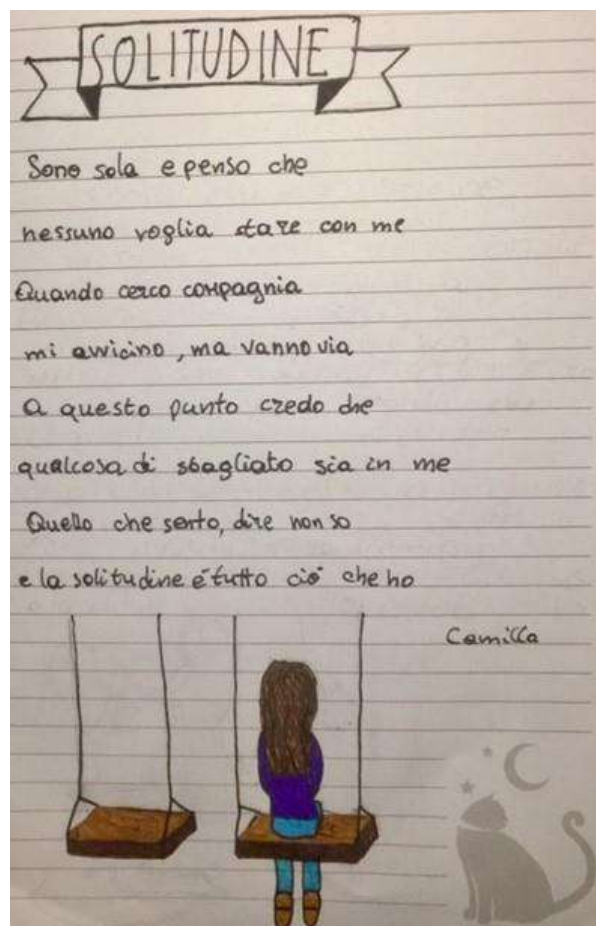 SOLITUDINE
Sono sola e penso che
nessuno voglia stare con me
Quando cerco compagnia
mi avvicino, ma vanno via
a questo punto credo che
qualcosa di sbagliato sia in me
Quello che sento, dire non so
e la solitudine é tutto ció che ho
Camilla